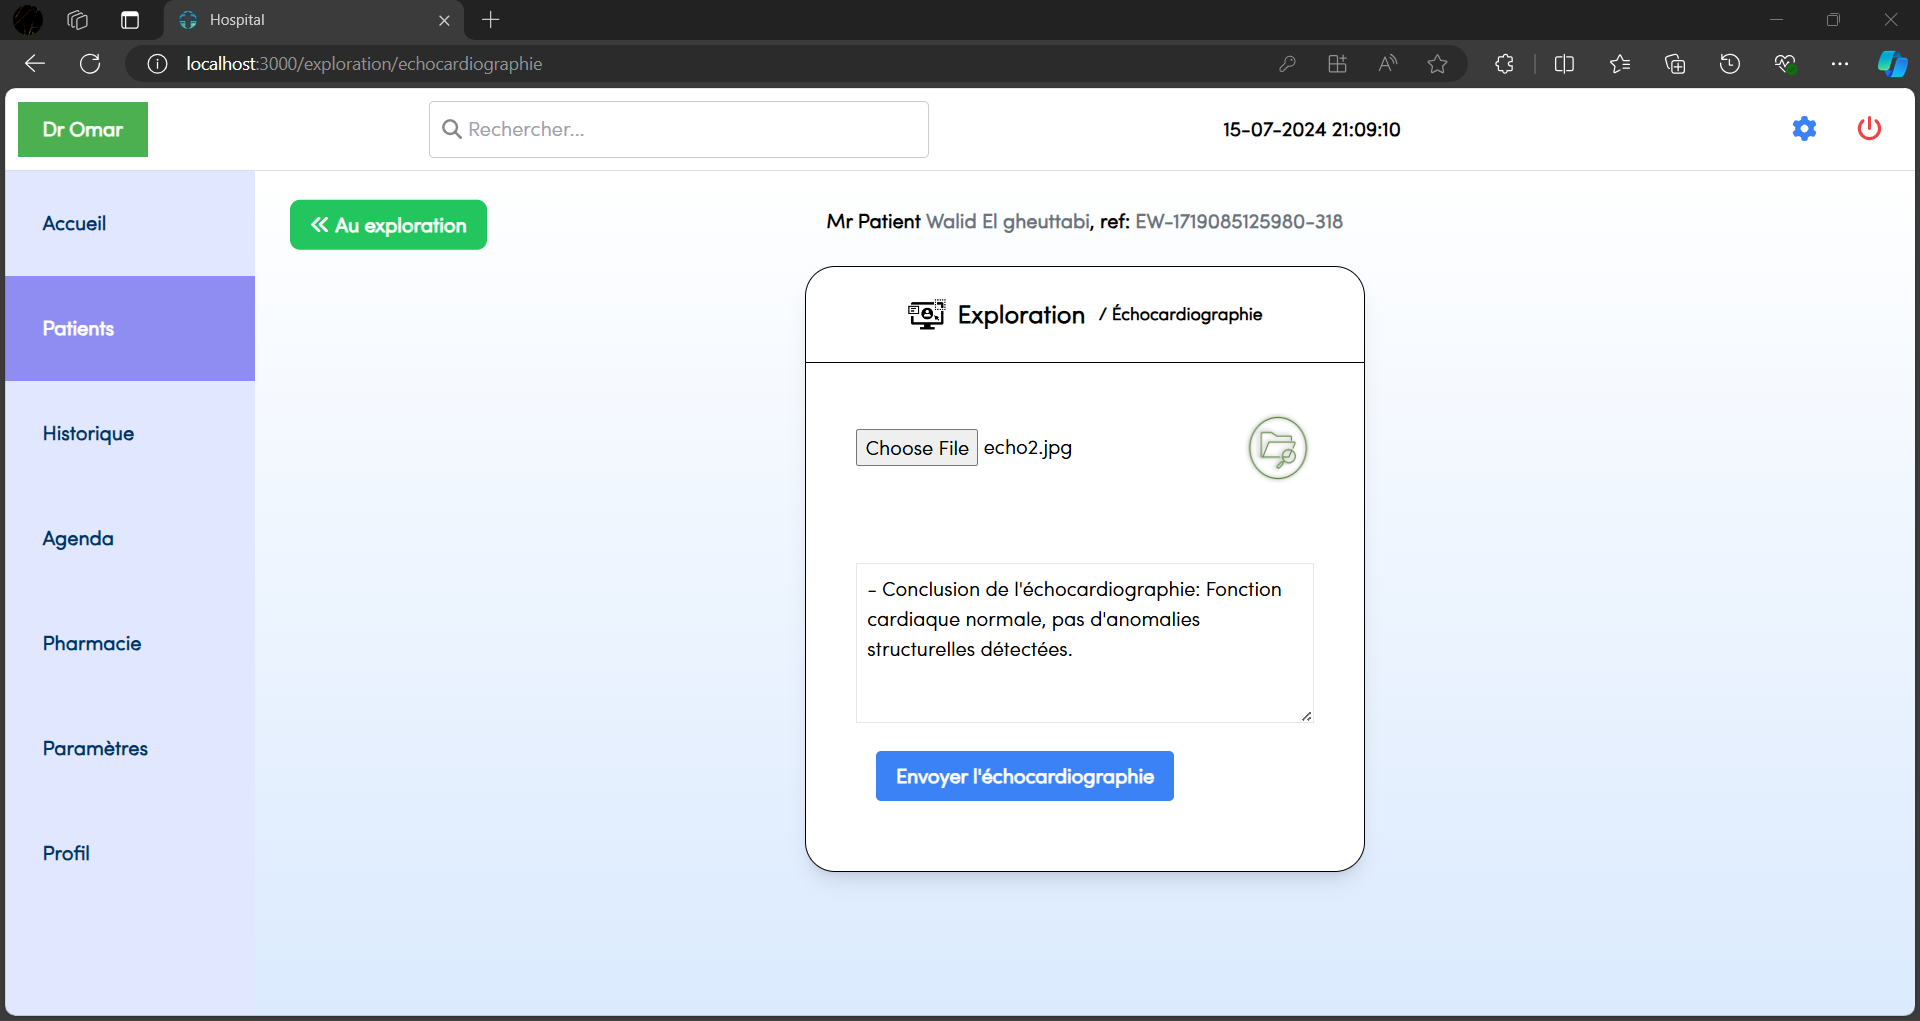 Hospital
localhost:3000/exploration/echocardiographie
Dr Omar
Rechercher...
15-07-2024 21:09:10
Accueil
Patients
Historique
Agenda
Pharmacie
Paramètres
Profil
Au exploration
Mr Patient Walid El gheuttabi, ref: EW-1719085125980-318
Exploration / Échocardiographie
Choose File echo2.jpg
- Conclusion de l'échocardiographie: Fonction
cardiaque normale, pas d'anomalies
structurelles détectées.
Envoyer l'échocardiographie